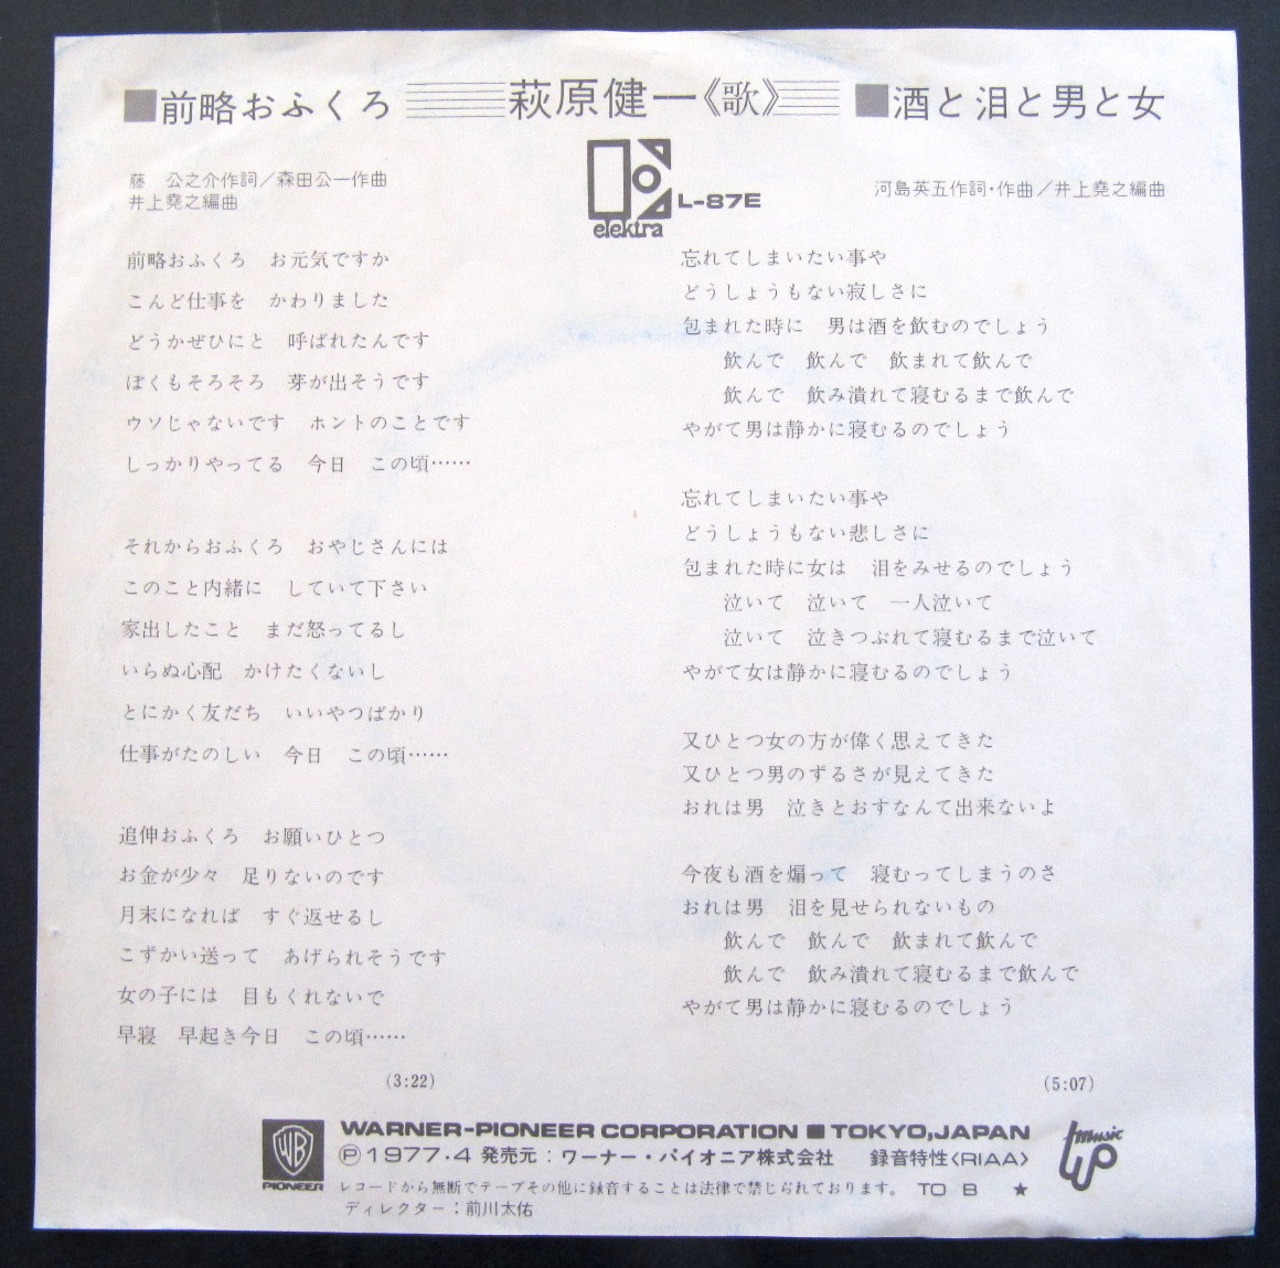 ■前略おふくろ
萩原健一《歌》
■酒と泪と男と女
elektra
L-87E
藤　公之介作詞／森田公一作曲
井上堯之編曲
前略おふくろ　お元気ですか
こんど仕事を　かわりました
どうかぜひにと　呼ばれたんです
ぼくもそろそろ　芽が出そうです
ウソじゃないです　ホントのことです
しっかりやってる　今日　この頃……
それからおふくろ　おやじさんには
このこと内緒に　していて下さい
家出したこと　まだ怒ってるし
いらぬ心配　かけたくないし
とにかく友だち　いいやつばかり
仕事がたのしい　今日　この頃……
追伸おふくろ　お願いひとつ
お金が少々　足りないのです
月末になれば　すぐ返せるし
こずかい送って　あげられそうです
女の子には　目もくれないで
早寝　早起き今日　この頃……
(3:22)
河島英五作詞・作曲／井上堯之編曲
忘れてしまいたい事や
どうしょうもない寂しさに
包まれた時に　男は酒を飲むのでしょう
飲んで　飲んで　飲まれて飲んで
飲んで　飲み潰れて寝むるまで飲んで
やがて男は静かに寝むるのでしょう
忘れてしまいたい事や
どうしょうもない悲しさに
包まれた時に女は　泪をみせるのでしょう
泣いて　泣いて　一人泣いて
泣いて　泣きつぶれて寝むるまで泣いて
やがて女は静かに寝むるのでしょう
又ひとつ女の方が偉く思えてきた
又ひとつ男のずるさが見えてきた
おれは男　泣きとおすなんて出来ないよ
今夜も酒を煽って　寝むってしまうのさ
おれは男　泪を見せられないもの
飲んで　飲んで　飲まれて飲んで
飲んで　飲み潰れて寝むるまで飲んで
やがて男は静かに寝むるのでしょう
(5:07)
WB
PIONEER
WARNER-PIONEER CORPORATION ■ TOKYO, JAPAN
Ⓟ1977・4 発売元：ワーナー・パイオニア株式会社　録音特性〈RIAA〉
レコードから無断でテープその他に録音することは法律で禁じられております。 TO B ★
ディレクター：前川太佑
music up